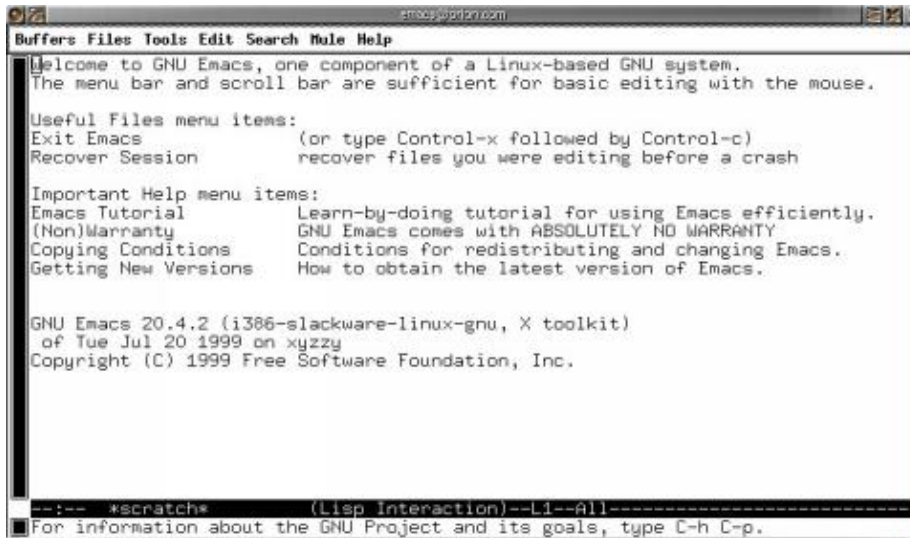 emacs@orion.com
Buffers Files Tools Edit Search Mule Help
Welcome to GNU Emacs, one component of a Linux-based GNU system.
The menu bar and scroll bar are sufficient for basic editing with the mouse.
Useful Files menu items:
Exit Emacs (or type Control-x followed by Control-c)
Recover Session recover files you were editing before a crash
Important Help menu items:
Emacs Tutorial Learn-by-doing tutorial for using Emacs efficiently.
(Non)Warranty GNU Emacs comes with ABSOLUTELY NO WARRANTY
Copying Conditions Conditions for redistributing and changing Emacs.
Getting New Versions How to obtain the latest version of Emacs.
GNU Emacs 20.4.2 (i386-slackware-linux-gnu, X toolkit)
of Tue Jul 20 1999 on xyzzy
Copyright (C) 1999 Free Software Foundation, Inc.
--:-- *scratch* (Lisp Interaction)--L1--All--------------------------
For information about the GNU Project and its goals, type C-h C-p.